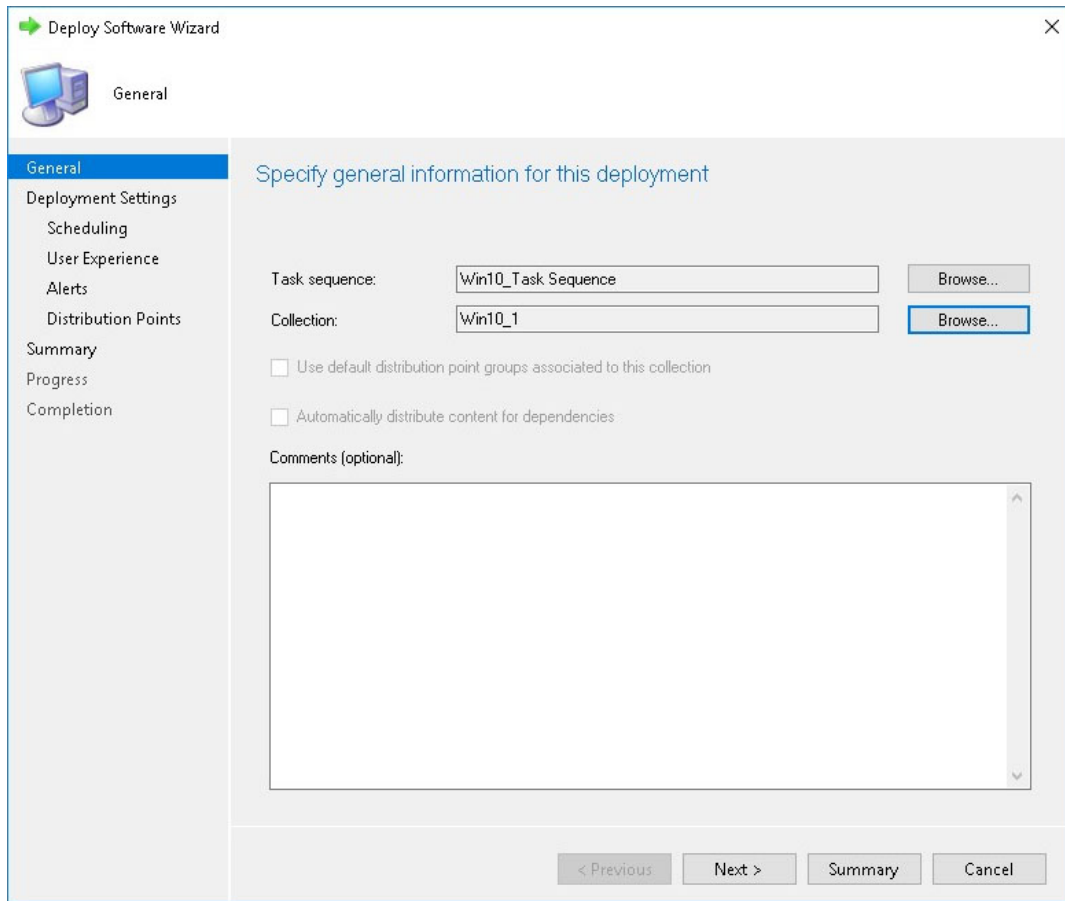 Deploy Software Wizard
General
General
Deployment Settings
Scheduling
User Experience
Alerts
Distribution Points
Summary
Progress
Completion
Specify general information for this deployment
Task sequence: Win10_Task Sequence Browse...
Collection: Win10_1 Browse...
Use default distribution point groups associated to this collection
Automatically distribute content for dependencies
Comments (optional):
< Previous Next > Summary Cancel